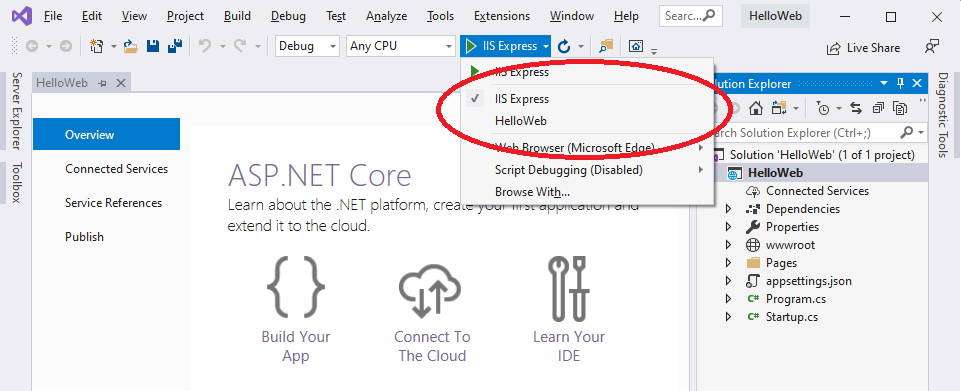 File Edit View Project Build Debug Test Analyze Tools Extensions Window Help Searc... HelloWeb
Debug Any CPU IIS Express Live Share
Server Explorer
Toolbox
HelloWeb
Overview
Connected Services
Service References
Publish
ASP.NET Core
Learn about the .NET platform, create your first application and
extend it to the cloud.
Build Your
App
Connect To
The Cloud
Learn Your
IDE
IIS Express
IIS Express
HelloWeb
Web Browser (Microsoft Edge)
Script Debugging (Disabled)
Browse With...
Solution Explorer
Search Solution Explorer (Ctrl+;)
Solution 'HelloWeb' (1 of 1 project)
HelloWeb
Connected Services
Dependencies
Properties
wwwroot
Pages
appsettings.json
C# Program.cs
C# Startup.cs
Diagnostic Tools